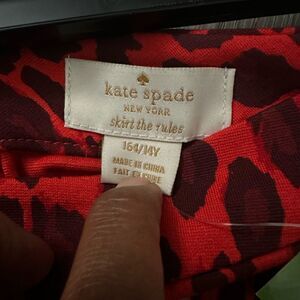 kate spade
NEW YORK
skirt the rules
164/14Y
MADE IN CHINA
FAIT EN CHINE